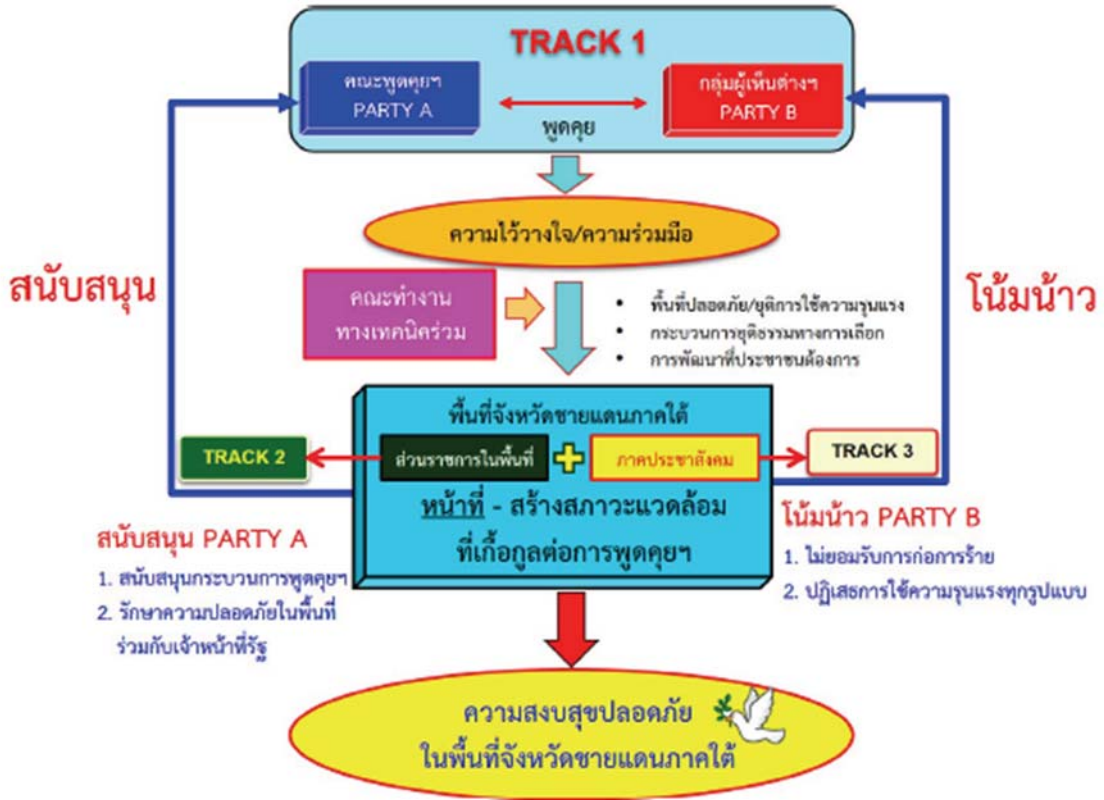 TRACK 1
คณะพูดคุยฯ
PARTY A
กลุ่มผู้เห็นต่างฯ
PARTY B
พูดคุย
ความไว้วางใจ/ความร่วมมือ
สนับสนุน
โน้มน้าว
คณะทำงาน
ทางเทคนิคร่วม
• พื้นที่ปลอดภัย/ยุติการใช้ความรุนแรง
• กระบวนการยุติธรรมทางการเลือก
• การพัฒนาที่ประชาชนต้องการ
พื้นที่จังหวัดชายแดนภาคใต้
TRACK 2
ส่วนราชการในพื้นที่
ภาคประชาสังคม
TRACK 3
หน้าที่ - สร้างสภาวะแวดล้อม
ที่เกื้อกูลต่อการพูดคุยฯ
สนับสนุน PARTY A
1. สนับสนุนกระบวนการพูดคุยฯ
2. รักษาความปลอดภัยในพื้นที่
ร่วมกับเจ้าหน้าที่รัฐ
โน้มน้าว PARTY B
1. ไม่ยอมรับการก่อการร้าย
2. ปฏิเสธการใช้ความรุนแรงทุกรูปแบบ
ความสงบสุขปลอดภัย
ในพื้นที่จังหวัดชายแดนภาคใต้